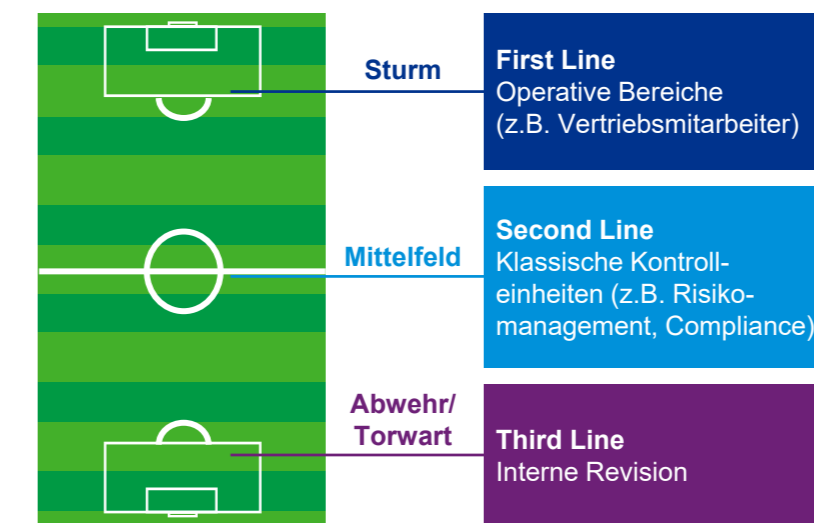 Sturm
First Line
Operative Bereiche
(z.B. Vertriebsmitarbeiter)
Mittelfeld
Second Line
Klassische Kontroll-
einheiten (z.B. Risiko-
management, Compliance)
Abwehr/
Torwart
Third Line
Interne Revision